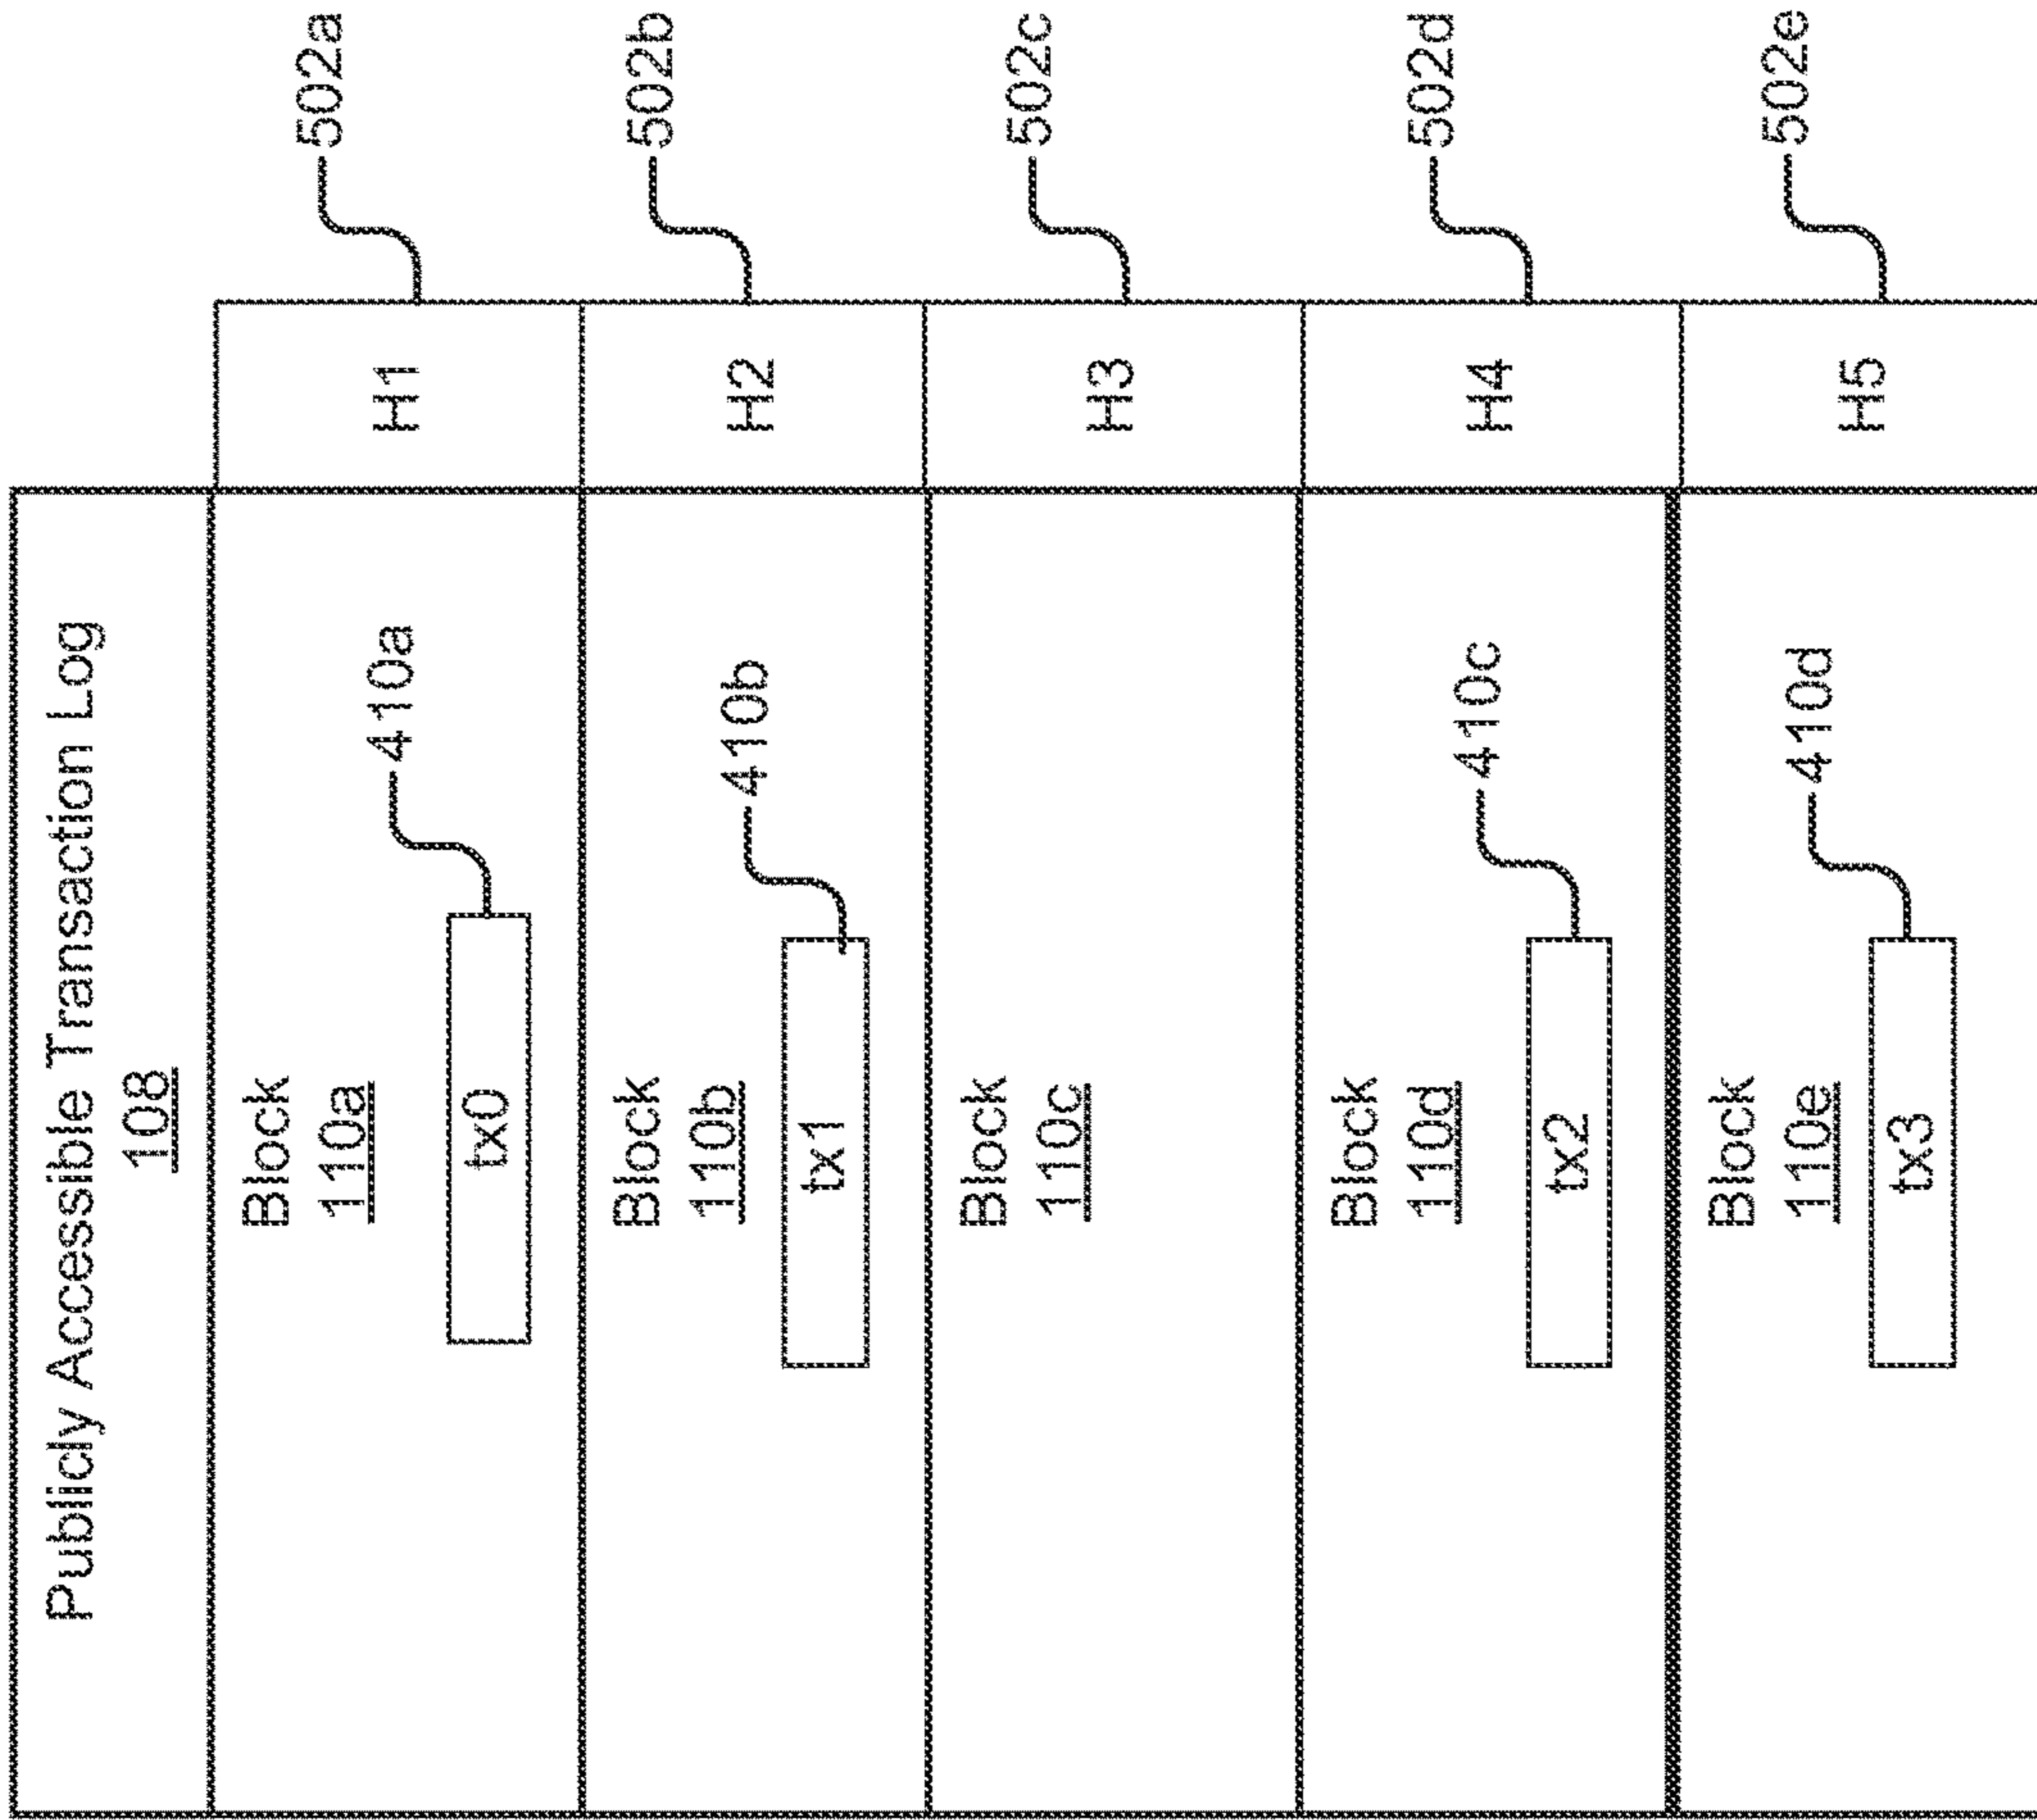 Publicly Accessible Transaction Log
108
Block
110a
tx0
410a
H1
502a
Block
110b
tx1
410b
H2
502b
Block
110c
H3
502c
Block
110d
tx2
410c
H4
502d
Block
110e
tx3
410d
H5
502e